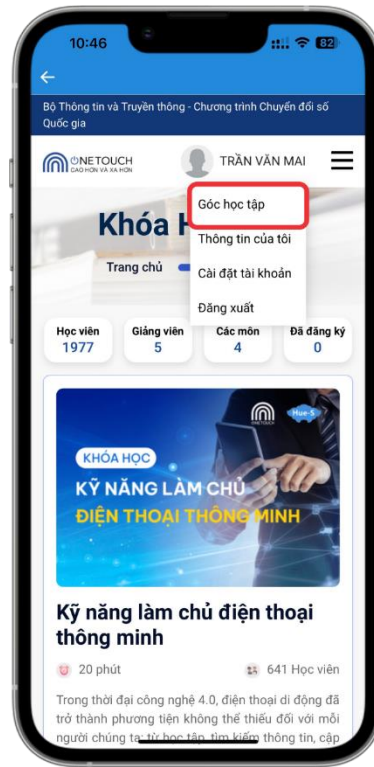 10:46
82
Bộ Thông tin và Truyền thông - Chương trình Chuyển đổi số
Quốc gia
ONETOUCH
CAO HƠN VÀ XA HƠN
TRẦN VĂN MAI
Góc học tập
Thông tin của tôi
Cài đặt tài khoản
Đăng xuất
Khóa H
Trang chủ
Học viên
1977
Giảng viên
5
Các môn
4
Đã đăng ký
0
ONETOUCH
Hue-S
KHÓA HỌC
KỸ NĂNG LÀM CHỦ
ĐIỆN THOẠI THÔNG MINH
Kỹ năng làm chủ điện thoại
thông minh
20 phút
641 Học viên
Trong thời đại công nghệ 4.0, điện thoại di động đã
trở thành phương tiện không thể thiếu đối với mỗi
người chúng ta: từ học tập, tìm kiếm thông tin, cập